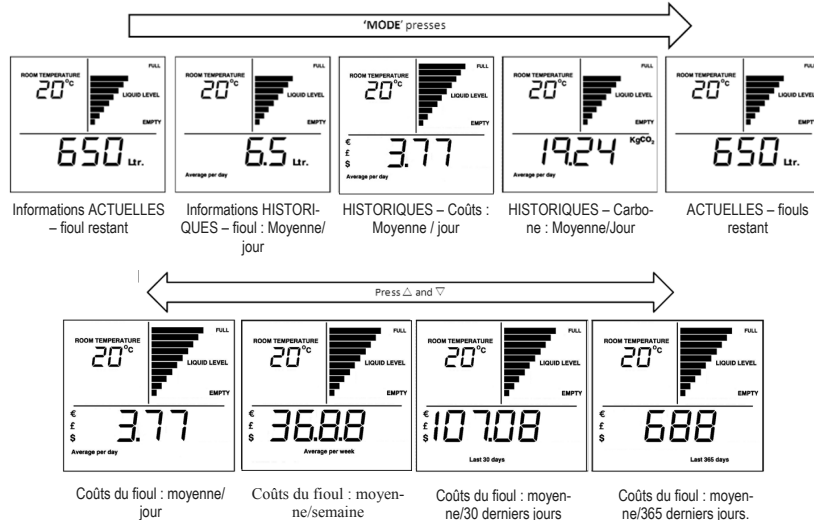 'MODE' presses
FULL
ROOM TEMPERATURE
20°C
LIQUID LEVEL
EMPTY
650 Ltr.
FULL
ROOM TEMPERATURE
20°C
LIQUID LEVEL
EMPTY
6.5 Ltr.
Average per day
FULL
ROOM TEMPERATURE
20°C
LIQUID LEVEL
EMPTY
€
£
$
3.77
Average per day
FULL
ROOM TEMPERATURE
20°C
LIQUID LEVEL
EMPTY
19.24 KgCO₂
Average per day
FULL
ROOM TEMPERATURE
20°C
LIQUID LEVEL
EMPTY
650 Ltr.
Informations ACTUELLES
– fioul restant
Informations HISTORI-
QUES – fioul : Moyenne/
jour
HISTORIQUES – Coûts :
Moyenne / jour
HISTORIQUES – Carbo-
ne : Moyenne/Jour
ACTUELLES – fiouls
restant
Press △ and ▽
FULL
ROOM TEMPERATURE
20°C
LIQUID LEVEL
EMPTY
€
£
$
3.77
Average per day
FULL
ROOM TEMPERATURE
20°C
LIQUID LEVEL
EMPTY
€
£
$
36.8.8
Average per week
FULL
ROOM TEMPERATURE
20°C
LIQUID LEVEL
EMPTY
€
£
$
107.08
Last 30 days
FULL
ROOM TEMPERATURE
20°C
LIQUID LEVEL
EMPTY
€
£
$
688
Last 365 days
Coûts du fioul : moyenne/
jour
Coûts du fioul : moyen-
ne/semaine
Coûts du fioul : moyen-
ne/30 derniers jours
Coûts du fioul : moyen-
ne/365 derniers jours.